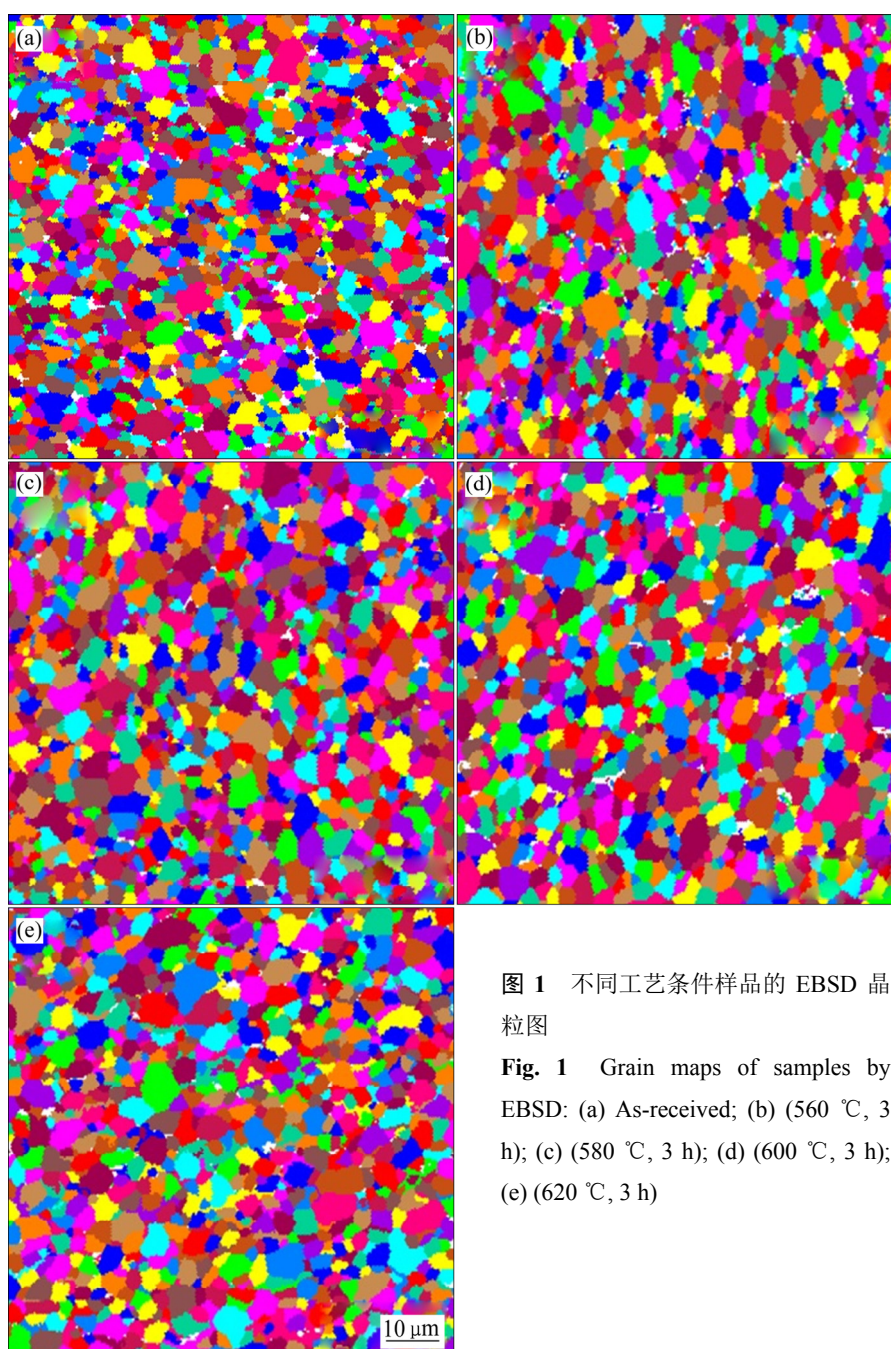 (a)
(b)
(c)
(d)
(e)
10 μm
图 1 不同工艺条件样品的 EBSD 晶
粒图
Fig. 1 Grain maps of samples by
EBSD: (a) As-received; (b) (560 ℃, 3
h); (c) (580 ℃, 3 h); (d) (600 ℃, 3 h);
(e) (620 ℃, 3 h)